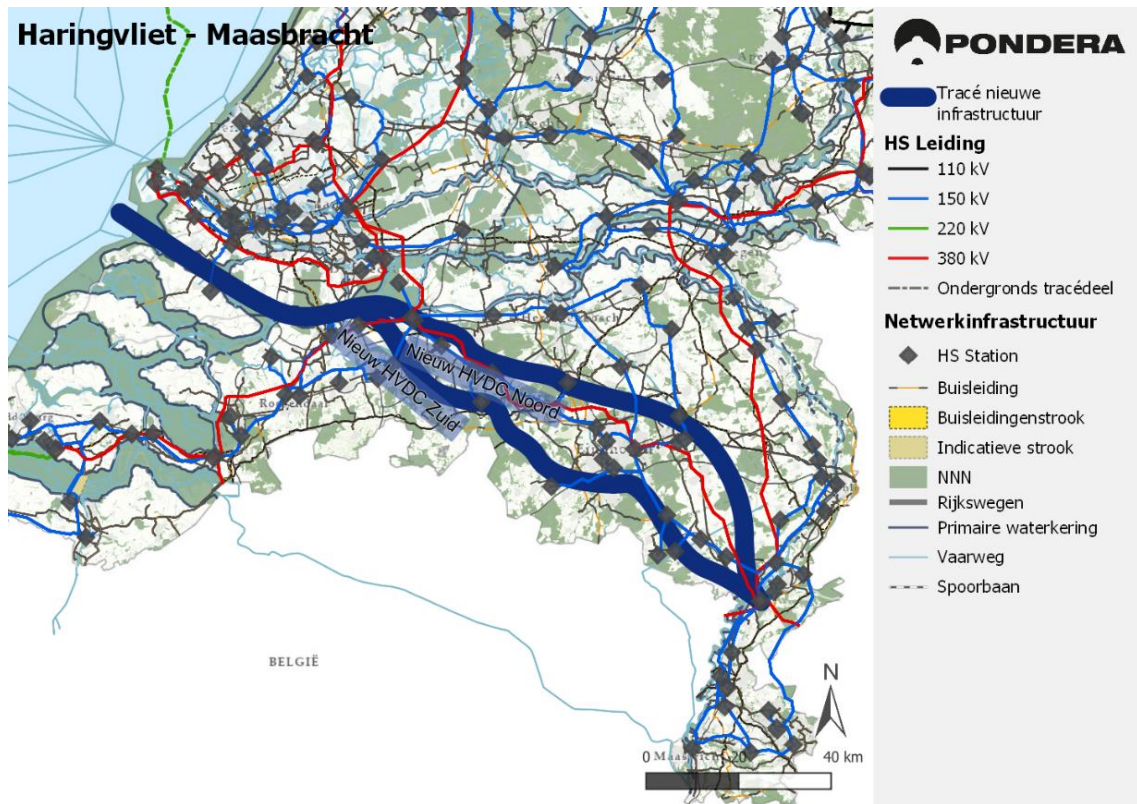 Haringvliet - Maasbracht
Nieuw HVDC Noord
Nieuw HVDC Zuid
BELGIË
N
0 20 40 km
PONDERA
Tracé nieuwe
infrastructuur
HS Leiding
110 kV
150 kV
220 kV
380 kV
Ondergronds tracédeel
Netwerkinfrastructuur
HS Station
Buisleiding
Buisleidingenstrook
Indicatieve strook
NNN
Rijkswegen
Primaire waterkering
Vaarweg
Spoorbaan